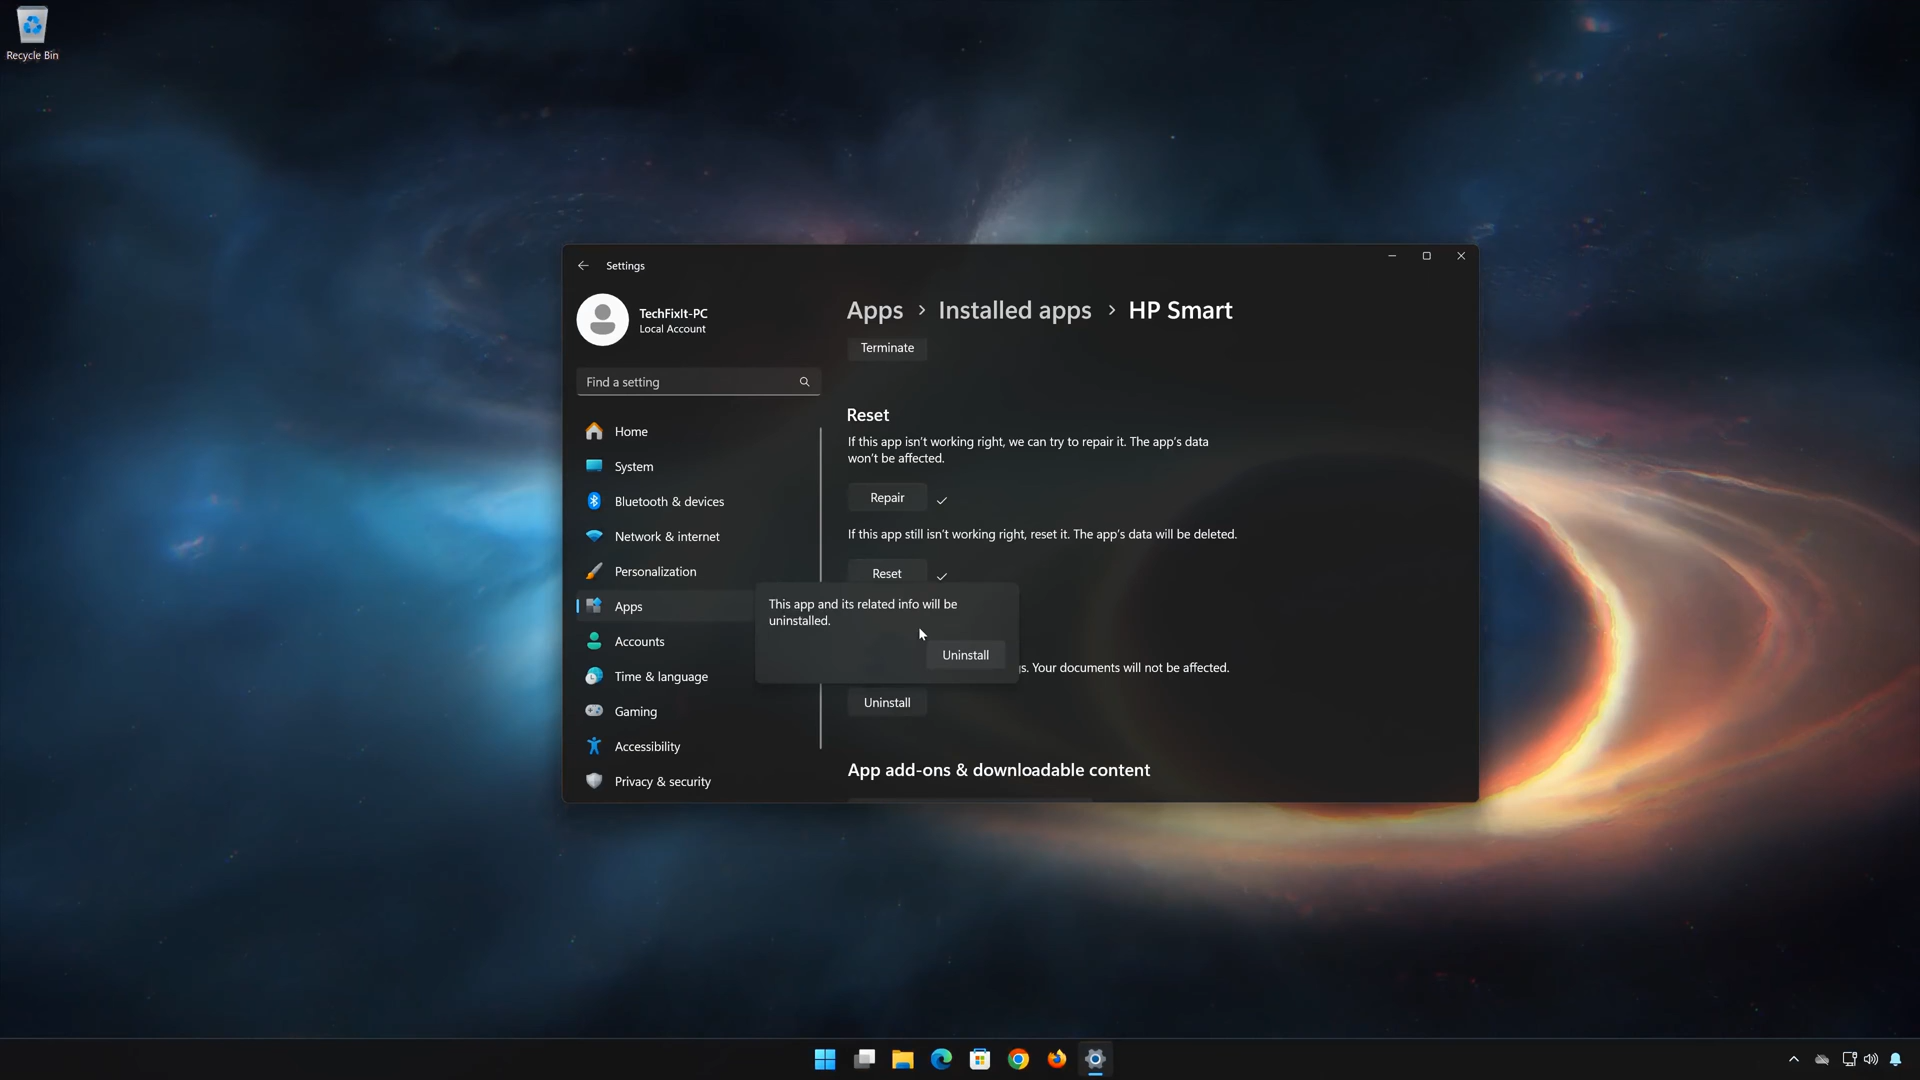 Recycle Bin
Settings
TechFixIt-PC
Local Account
Find a setting
Home
System
Bluetooth & devices
Network & internet
Personalization
Apps
Accounts
Time & language
Gaming
Accessibility
Privacy & security
Apps > Installed apps > HP Smart
Terminate
Reset
If this app isn't working right, we can try to repair it. The app's data
won't be affected.
Repair
If this app still isn't working right, reset it. The app's data will be deleted.
Reset
This app and its related info will be
uninstalled.
Uninstall
s. Your documents will not be affected.
Uninstall
App add-ons & downloadable content